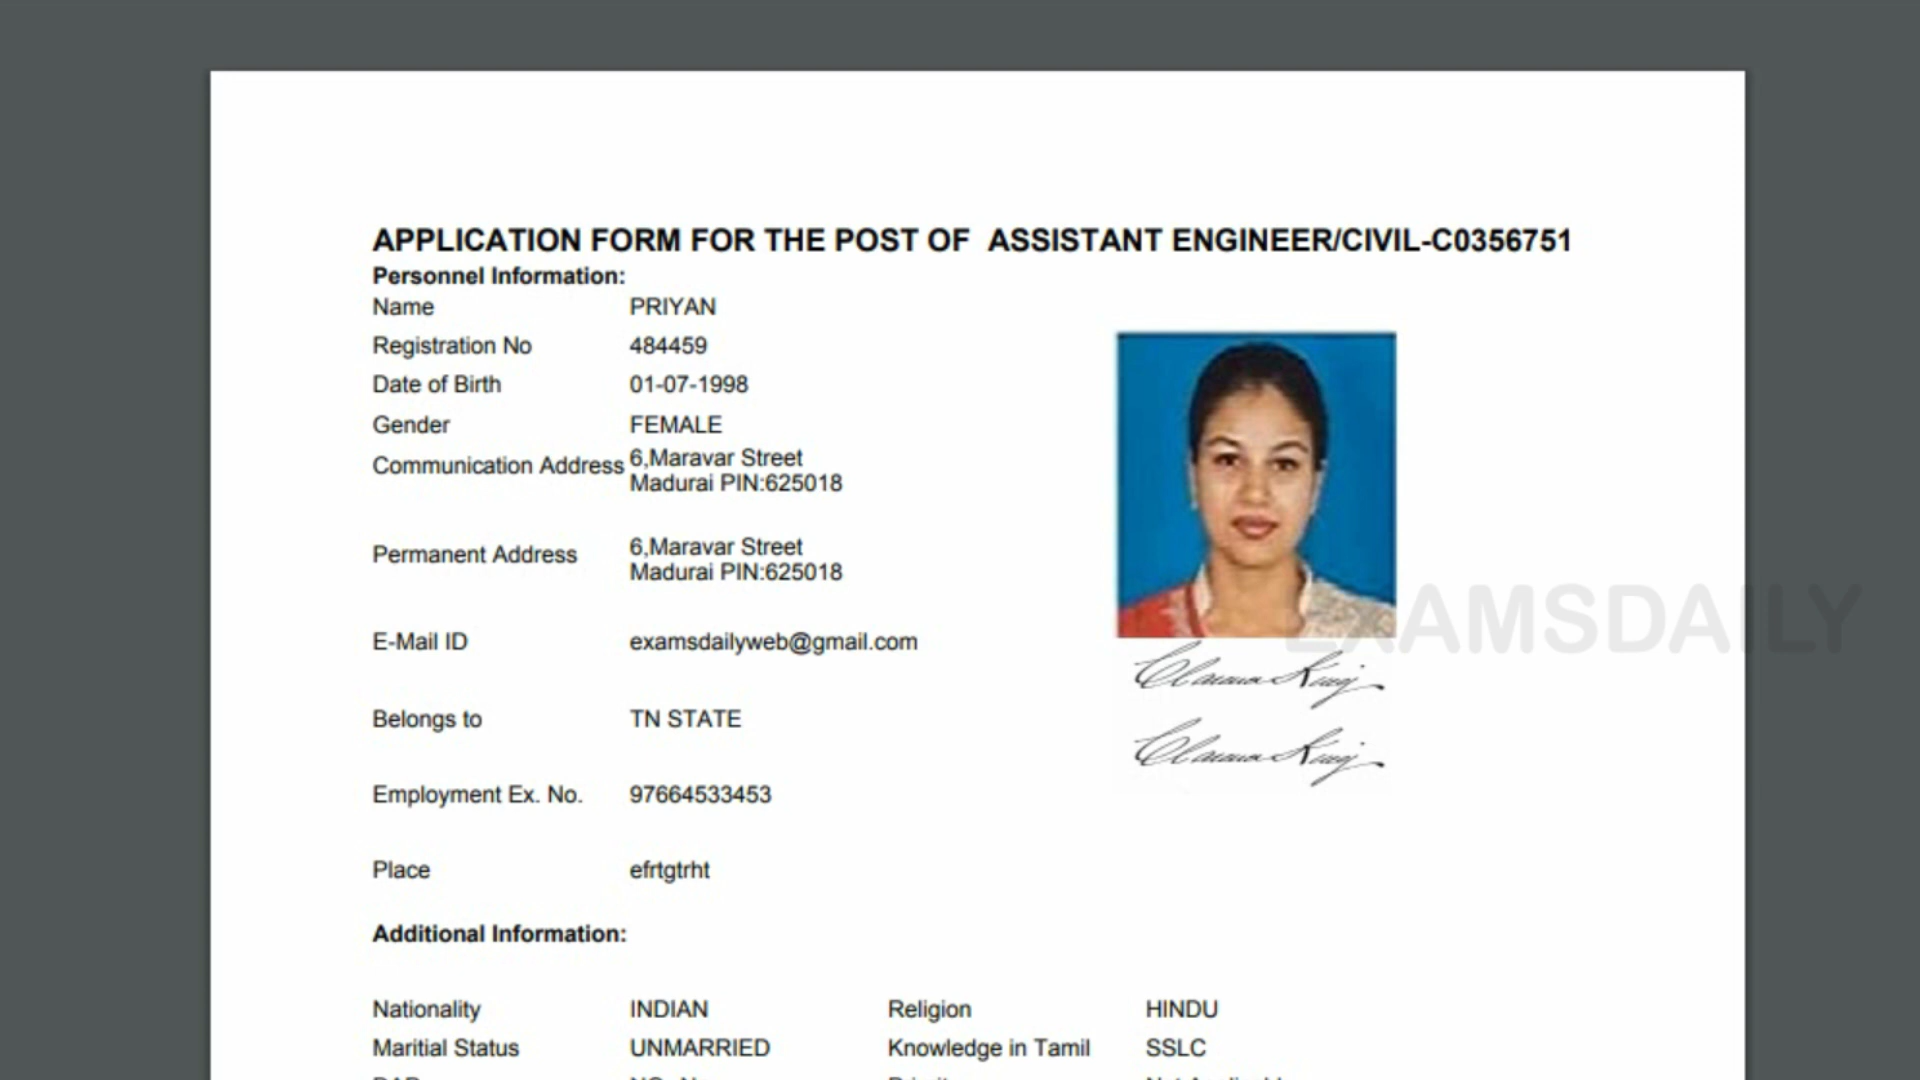 APPLICATION FORM FOR THE POST OF  ASSISTANT ENGINEER/CIVIL-C0356751
Personnel Information:
Name PRIYAN
Registration No 484459
Date of Birth 01-07-1998
Gender FEMALE
Communication Address 6,Maravar Street
Madurai PIN:625018
Permanent Address 6,Maravar Street
Madurai PIN:625018
EXAMSDAILY
E-Mail ID examsdailyweb@gmail.com
Belongs to TN STATE
Employment Ex. No. 97664533453
Place efrtgtrht
Additional Information:
Nationality INDIAN Religion HINDU
Maritial Status UNMARRIED Knowledge in Tamil SSLC